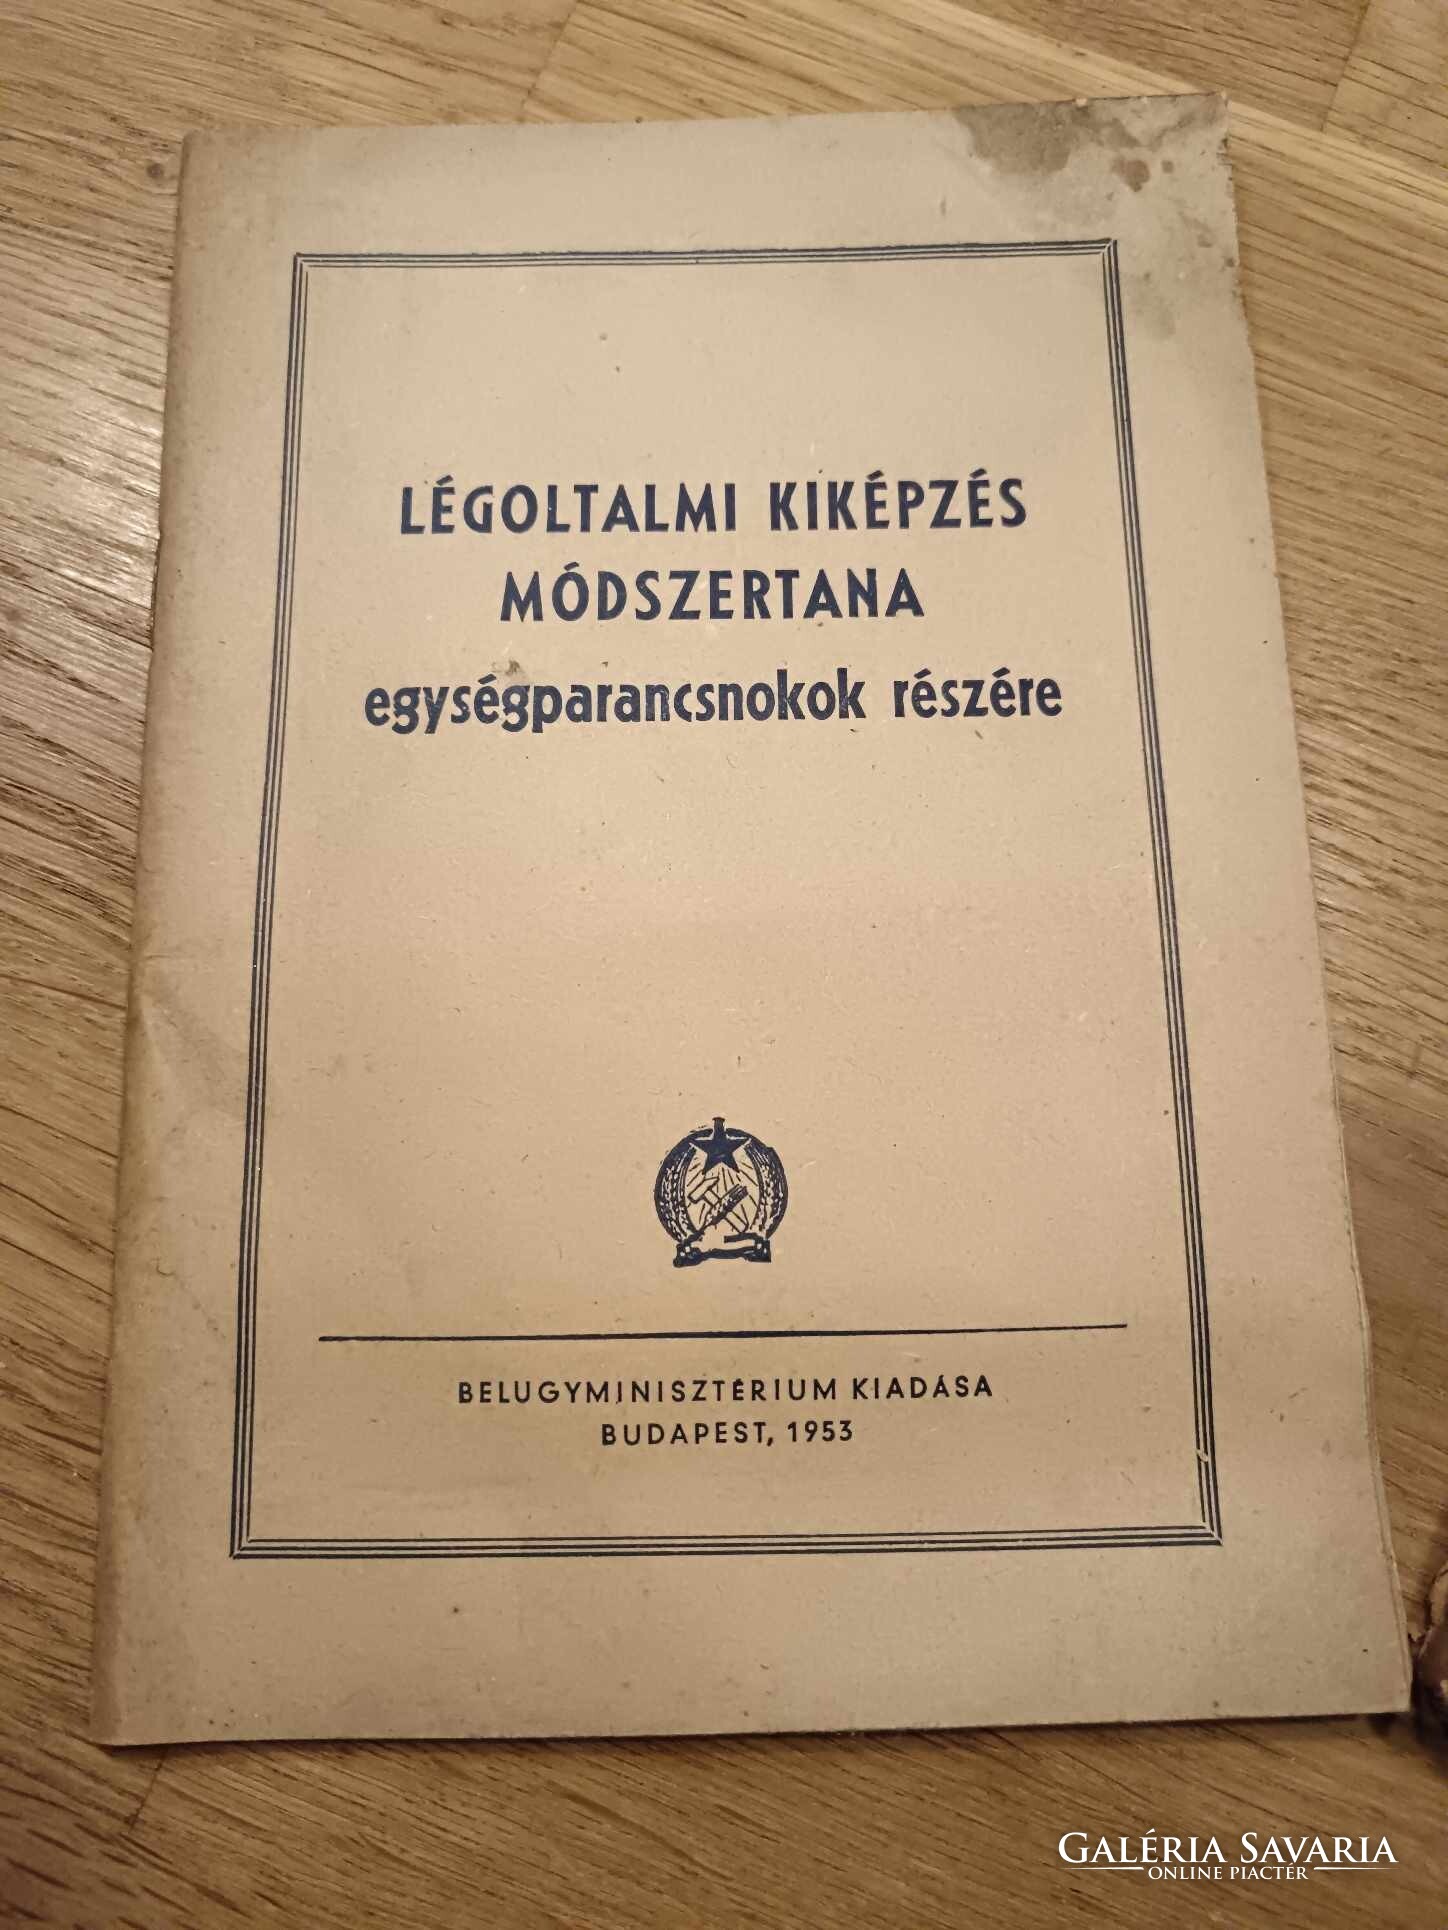 LÉGOLTALMI KIKÉPZÉS
MÓDSZERTANA
egységparancsnokok részére
BELUGYMINISZTÉRIUM KIADÁSA
BUDAPEST, 1953
GALÉRIA SAVARIA
ONLINE PIACTÉR